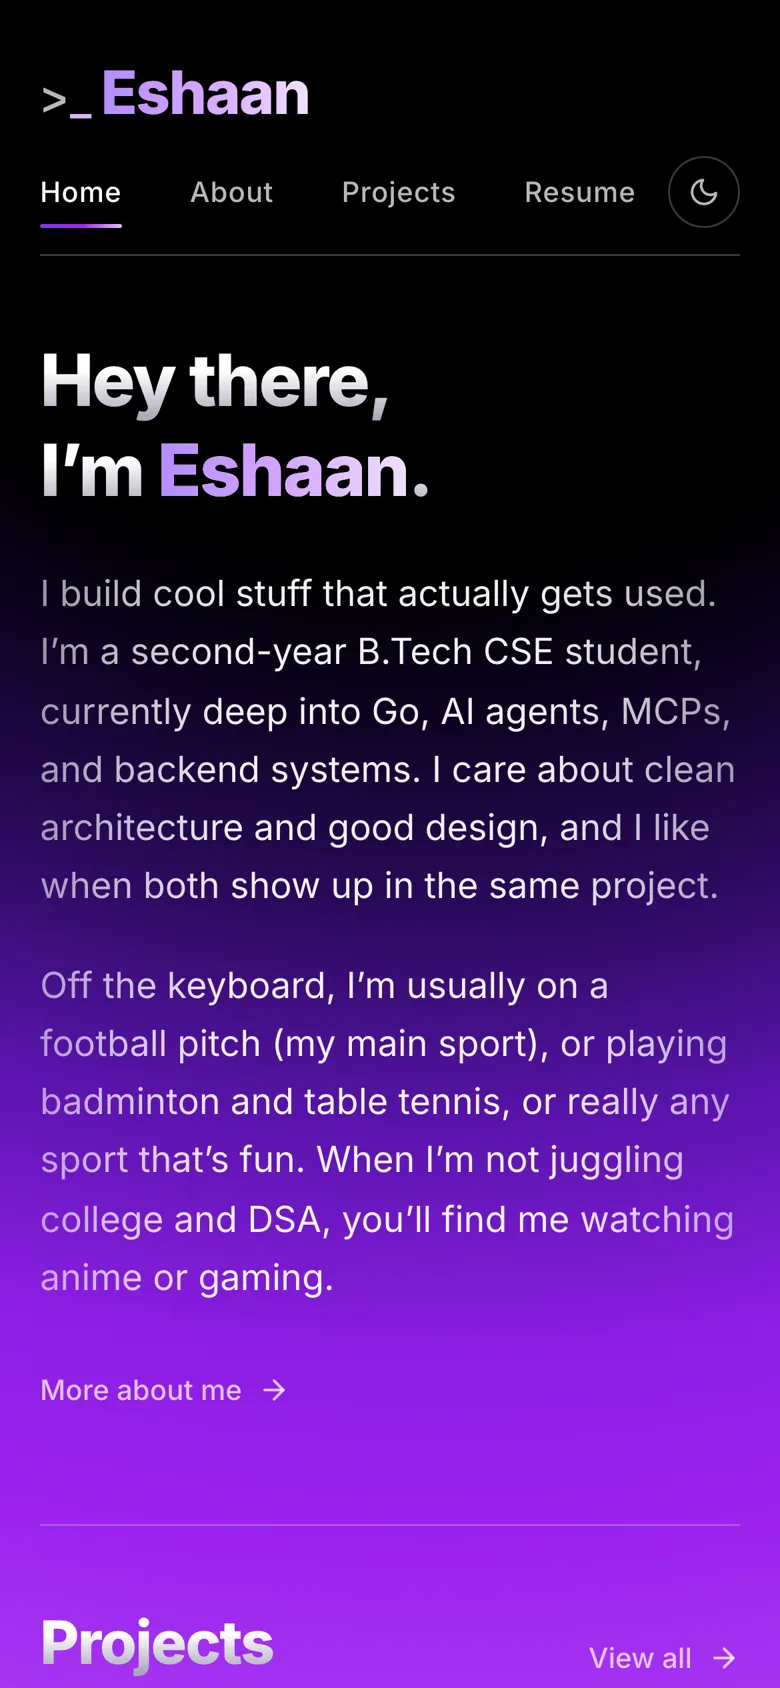 >_ Eshaan
Home About Projects Resume
Hey there,
I’m Eshaan.
I build cool stuff that actually gets used.
I’m a second-year B.Tech CSE student,
currently deep into Go, AI agents, MCPs,
and backend systems. I care about clean
architecture and good design, and I like
when both show up in the same project.
Off the keyboard, I’m usually on a
football pitch (my main sport), or playing
badminton and table tennis, or really any
sport that’s fun. When I’m not juggling
college and DSA, you’ll find me watching
anime or gaming.
More about me →
Projects
View all →